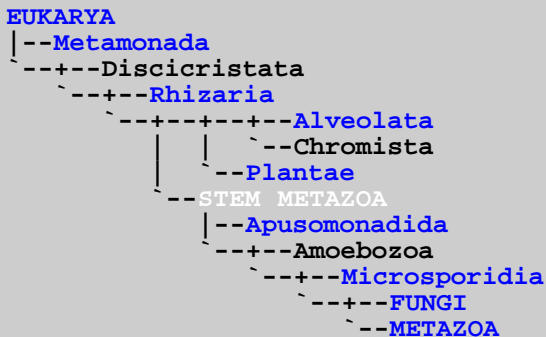 EUKARYA
|--Metamonada
`--+--Discicristata
   `--+--Rhizaria
      `--+--+--+--Alveolata
         |  |  `--Chromista
         |  `--Plantae
         `--STEM METAZOA
            |--Apusomonadida
            `--+--Amoebozoa
               `--+--Microsporidia
                  `--+--FUNGI
                     `--METAZOA